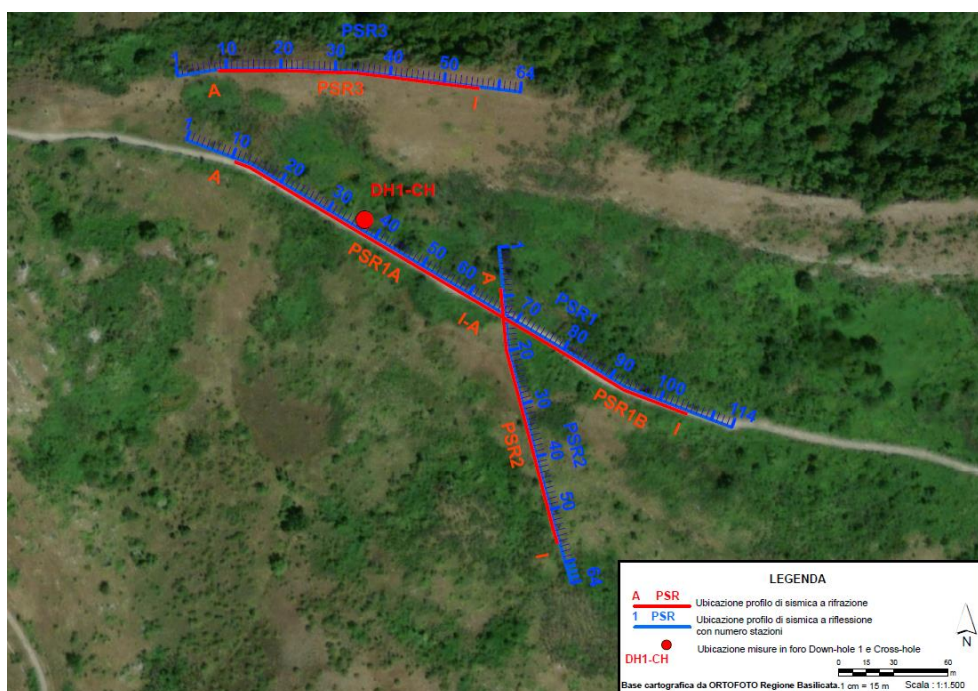 PSR3
1 10 20 30 40 50 64
A PSR3 I
1 10 20 30 40 50 60 70 80 90 100 114
PSR1
A PSR1A I-A PSR1B I
DH1-CH
1 20 30 40 50 64
PSR2
A PSR2 I
LEGENDA
A PSR Ubicazione profilo di sismica a rifrazione
1 PSR Ubicazione profilo di sismica a riflessione
con numero stazioni
DH1-CH Ubicazione misure in foro Down-hole 1 e Cross-hole
N
0 15 30 60
m
Base cartografica da ORTOFOTO Regione Basilicata.1 cm = 15 m Scala : 1:1.500